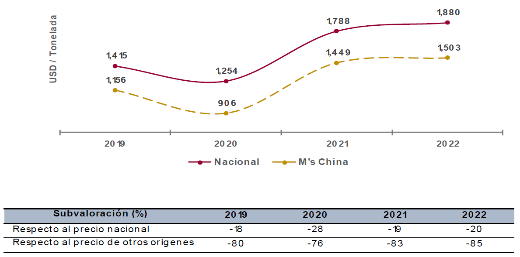 USD / Tonelada
1,415
1,254
1,788
1,880
1,156
906
1,449
1,503
2019 2020 2021 2022
Nacional M's China
Subvaloración (%) 2019 2020 2021 2022
Respecto al precio nacional -18 -28 -19 -20
Respecto al precio de otros orígenes -80 -76 -83 -85